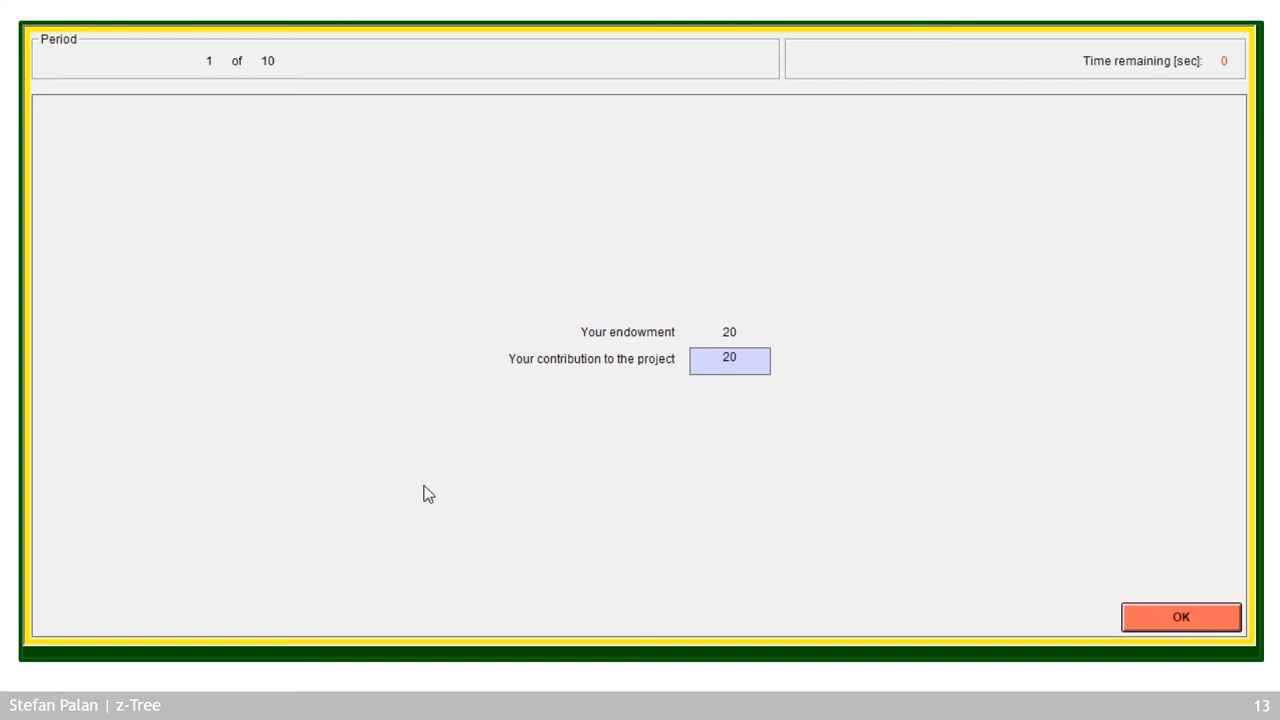 Period
1 of 10
Time remaining [sec]: 0
Your endowment 20
Your contribution to the project 20
OK
Stefan Palan | z-Tree 13